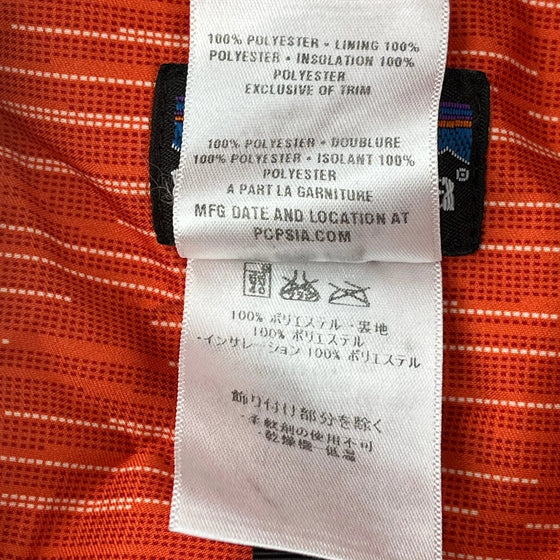 100% POLYESTER • LINING 100%
POLYESTER • INSULATION 100%
POLYESTER
EXCLUSIVE OF TRIM
100% POLYESTER • DOUBLURE
100% POLYESTER • ISOLANT 100%
POLYESTER
A PART LA GARNITURE
MFG DATE AND LOCATION AT
PCPSIA.COM
100% ポリエステル・裏地
100% ポリエステル
・インサレーション 100% ポリエステル
飾り付け部分を除く
・柔軟剤の使用不可
・乾燥機－低温